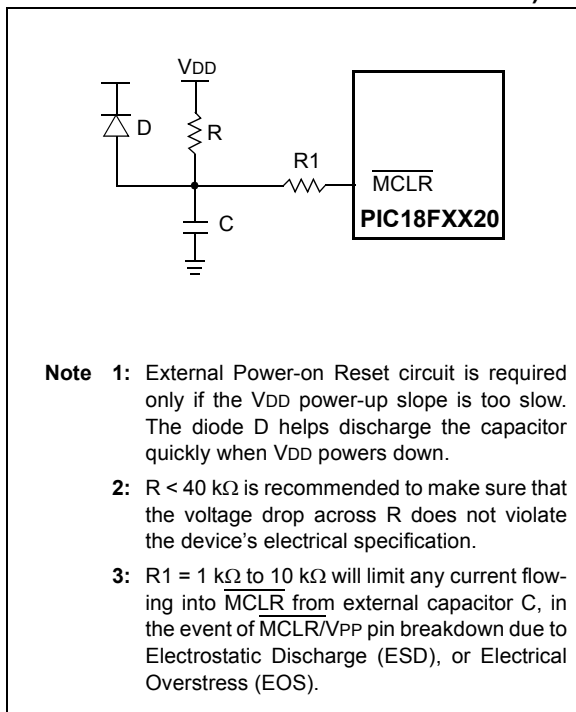 VDD
D
R
R1
MCLR
PIC18FXX20
C
Note 1: External Power-on Reset circuit is required
only if the VDD power-up slope is too slow.
The diode D helps discharge the capacitor
quickly when VDD powers down.
2: R < 40 kΩ is recommended to make sure that
the voltage drop across R does not violate
the device's electrical specification.
3: R1 = 1 kΩ to 10 kΩ will limit any current flow-
ing into MCLR from external capacitor C, in
the event of MCLR/VPP pin breakdown due to
Electrostatic Discharge (ESD), or Electrical
Overstress (EOS).